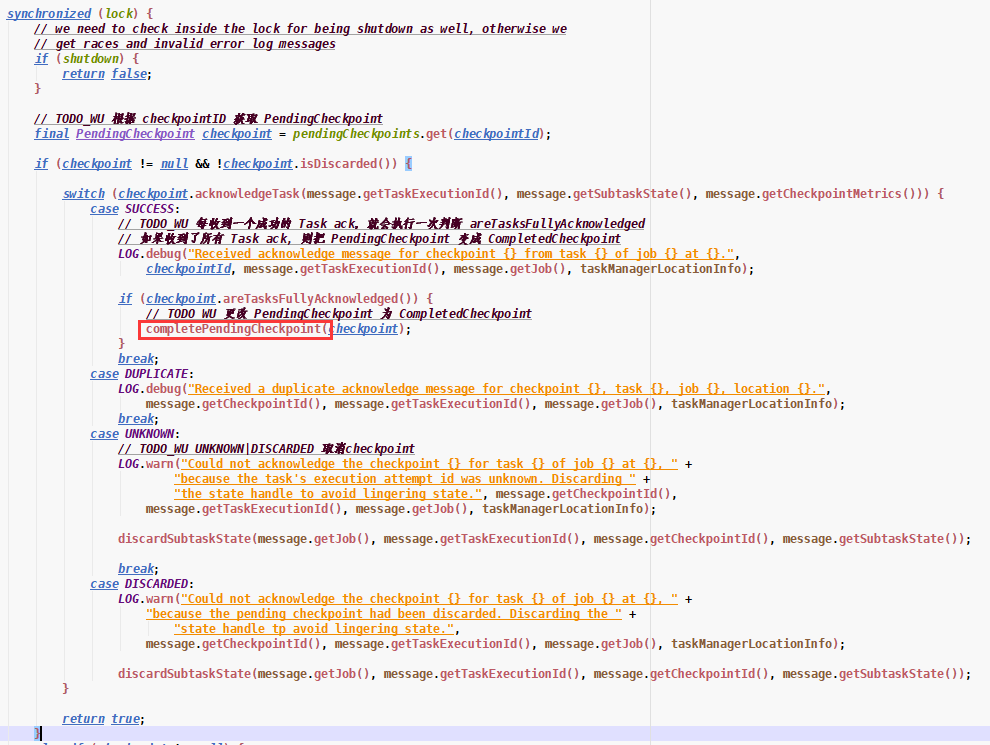 synchronized (lock) {
// we need to check inside the lock for being shutdown as well, otherwise we
// get races and invalid error log messages
if (shutdown) {
return false;
}
// TODO_WU 根据 checkpointID 获取 PendingCheckpoint
final PendingCheckpoint checkpoint = pendingCheckpoints.get(checkpointId);
if (checkpoint != null && !checkpoint.isDiscarded()) {
switch (checkpoint.acknowledgeTask(message.getTaskExecutionId(), message.getSubtaskState(), message.getCheckpointMetrics())) {
case SUCCESS:
// TODO_WU 每收到一个成功的 Task ack，就会执行一次判断 areTasksFullyAcknowledged
// 如果收到了所有 Task ack，则把 PendingCheckpoint 变成 CompletedCheckpoint
LOG.debug("Received acknowledge message for checkpoint {} from task {} of job {} at {}.",
checkpointId, message.getTaskExecutionId(), message.getJob(), taskManagerLocationInfo);
if (checkpoint.areTasksFullyAcknowledged()) {
// TODO_WU 更改 PendingCheckpoint 为 CompletedCheckpoint
completePendingCheckpoint(checkpoint);
}
break;
case DUPLICATE:
LOG.debug("Received a duplicate acknowledge message for checkpoint {}, task {}, job {}, location {}.",
message.getCheckpointId(), message.getTaskExecutionId(), message.getJob(), taskManagerLocationInfo);
break;
case UNKNOWN:
// TODO_WU UNKNOWN|DISCARDED 取消checkpoint
LOG.warn("Could not acknowledge the checkpoint {} for task {} of job {} at {}, " +
"because the task's execution attempt id was unknown. Discarding " +
"the state handle to avoid lingering state.", message.getCheckpointId(),
message.getTaskExecutionId(), message.getJob(), taskManagerLocationInfo);
discardSubtaskState(message.getJob(), message.getTaskExecutionId(), message.getCheckpointId(), message.getSubtaskState());
break;
case DISCARDED:
LOG.warn("Could not acknowledge the checkpoint {} for task {} of job {} at {}, " +
"because the pending checkpoint had been discarded. Discarding the " +
"state handle tp avoid lingering state.",
message.getCheckpointId(), message.getTaskExecutionId(), message.getJob(), taskManagerLocationInfo);
discardSubtaskState(message.getJob(), message.getTaskExecutionId(), message.getCheckpointId(), message.getSubtaskState());
}
return true;
}